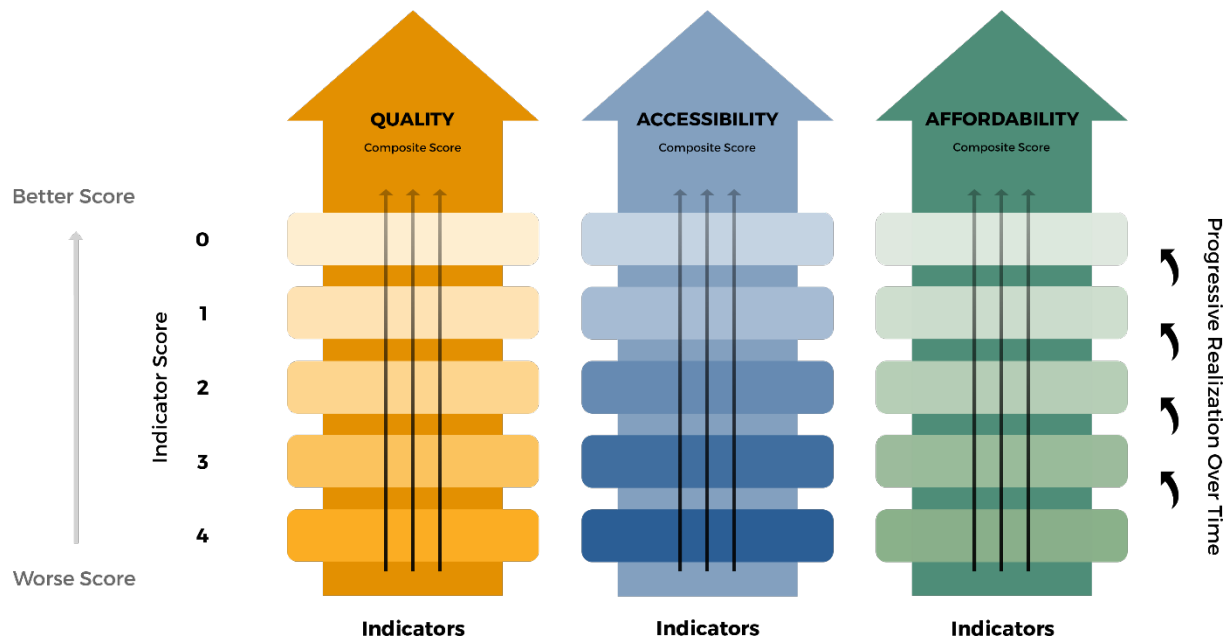 QUALITY
Composite Score
ACCESSIBILITY
Composite Score
AFFORDABILITY
Composite Score
Better Score
Worse Score
Indicator Score
0
1
2
3
4
Progressive Realization Over Time
Indicators
Indicators
Indicators